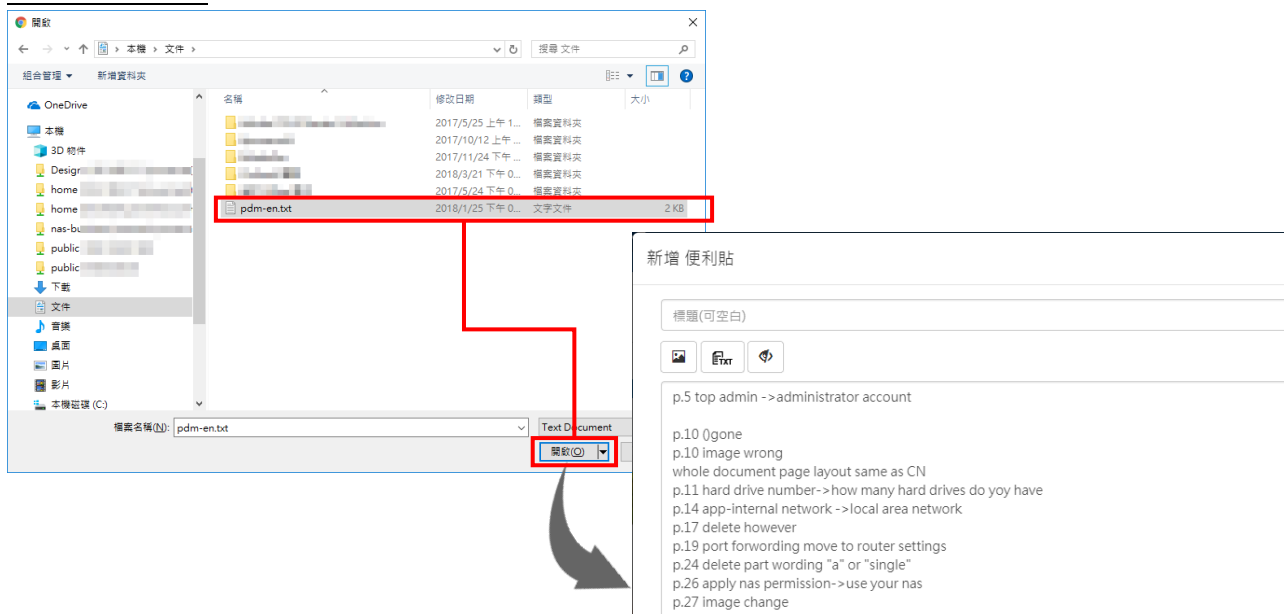 開啟
本機 › 文件 ›
搜尋 文件
組合管理 新增資料夾
名稱 修改日期 類型 大小
OneDrive
本機
3D 物件
Design
home
home
nas-bu
public
public
下載
文件
音樂
桌面
圖片
影片
本機磁碟 (C:)
2017/5/25 上午 1... 檔案資料夾
2017/10/12 上午 ... 檔案資料夾
2017/11/24 下午 ... 檔案資料夾
2018/3/21 下午 0... 檔案資料夾
2017/5/24 下午 0... 檔案資料夾
pdm-en.txt 2018/1/25 下午 0... 文字文件 2 KB
檔案名稱(N): pdm-en.txt Text Document
開啟(O)
新增 便利貼
標題(可空白)
TXT
p.5 top admin ->administrator account
p.10 ()gone
p.10 image wrong
whole document page layout same as CN
p.11 hard drive number->how many hard drives do yoy have
p.14 app-internal network ->local area network
p.17 delete however
p.19 port forwording move to router settings
p.24 delete part wording "a" or "single"
p.26 apply nas permission->use your nas
p.27 image change